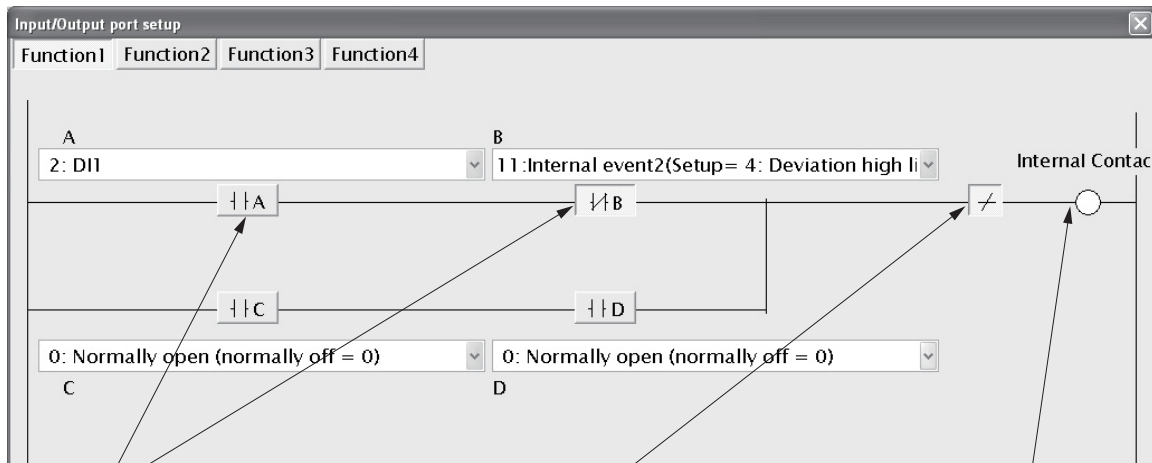 Input/Output port setup
Function1 Function2 Function3 Function4
A B
2: DI1 11:Internal event2(Setup= 4: Deviation high li
Internal Contac
A B
C D
0: Normally open (normally off = 0) 0: Normally open (normally off = 0)
C D